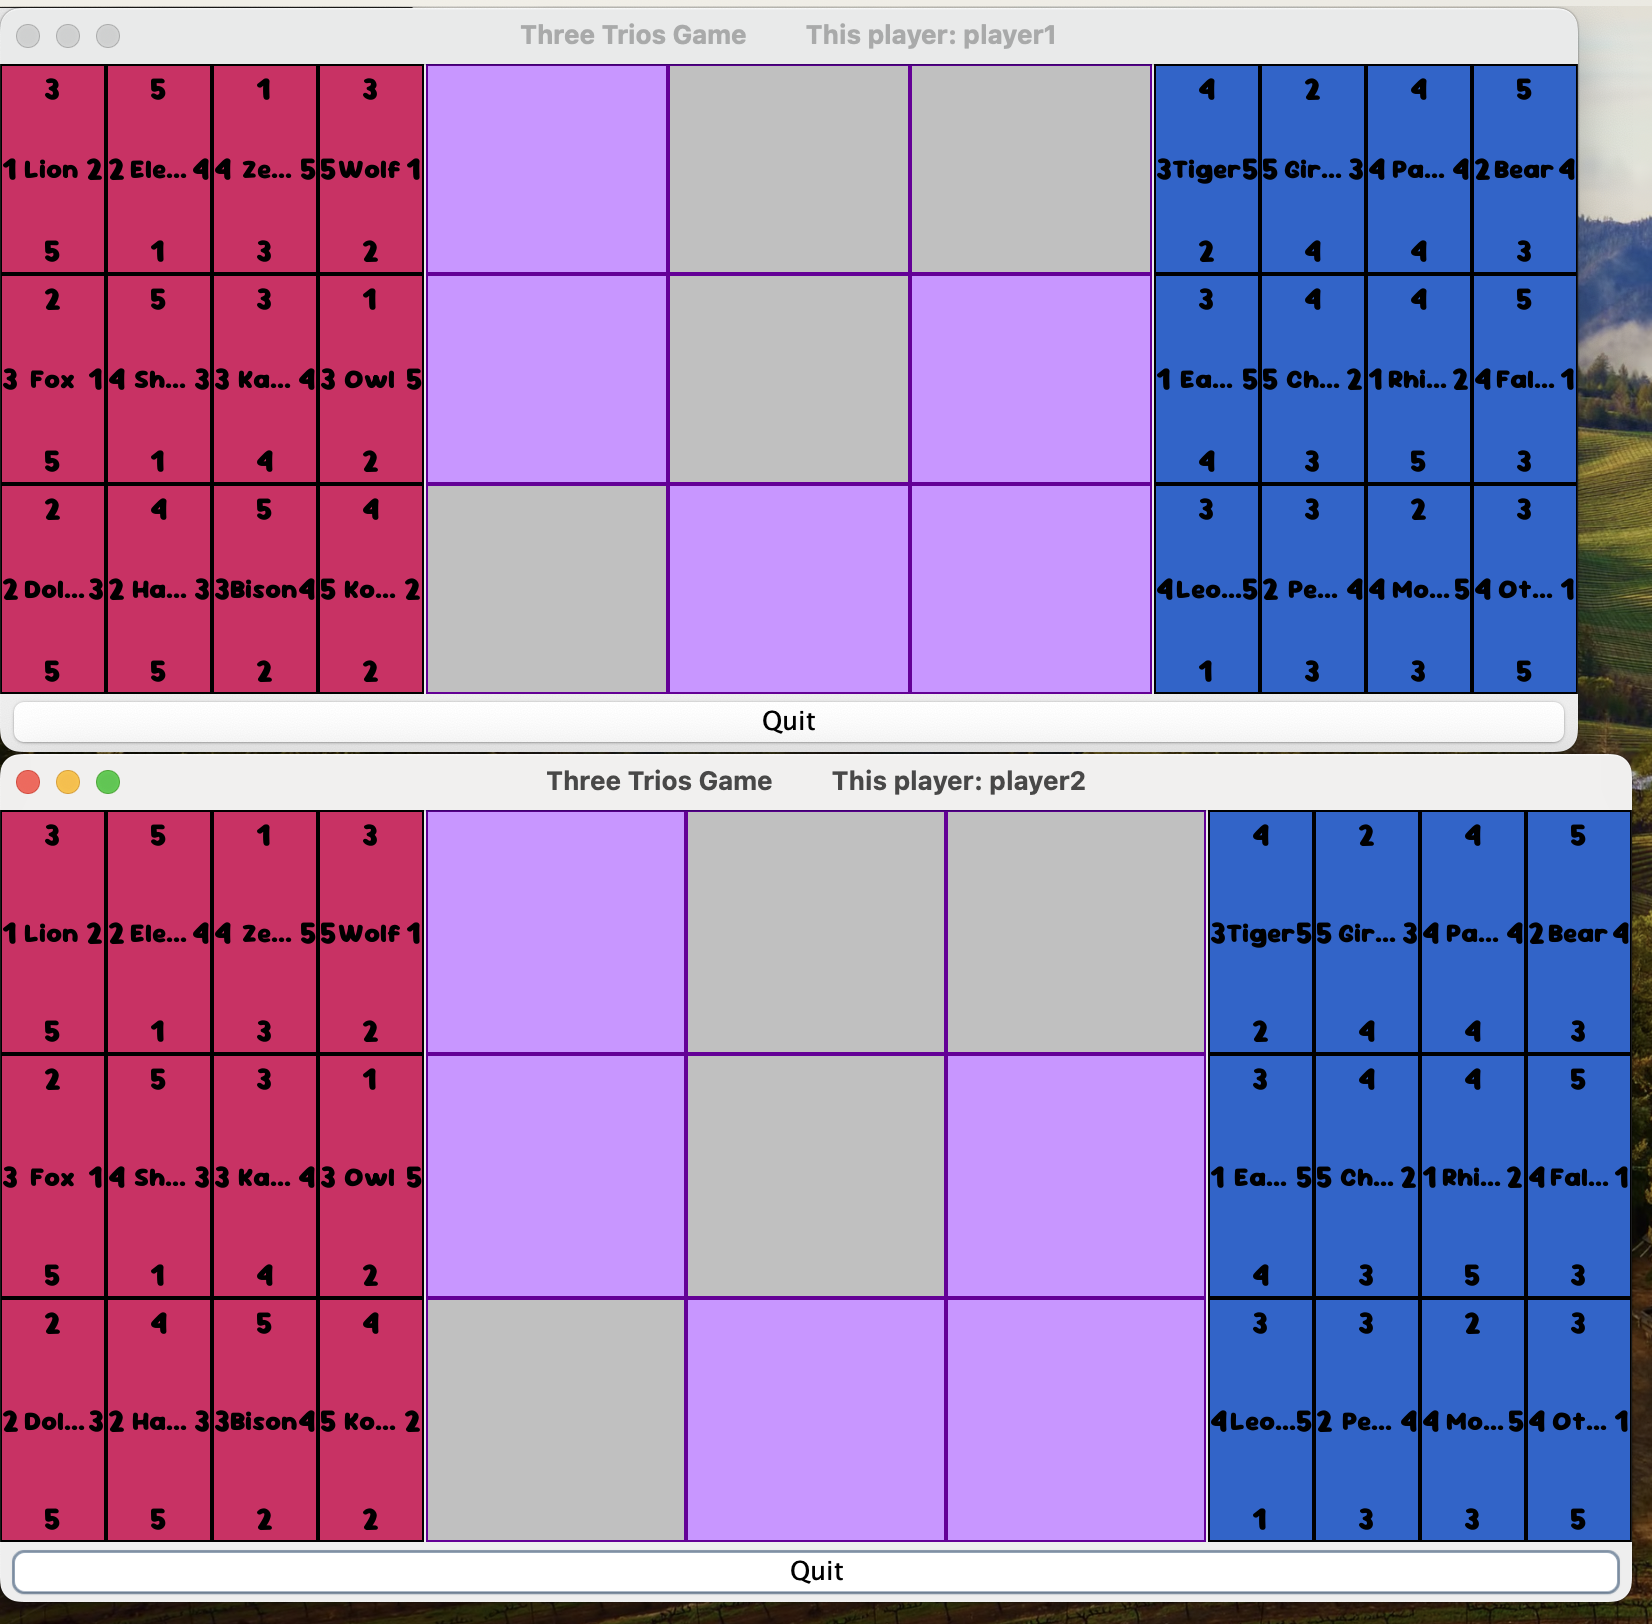 Three Trios Game This player: player1
3 5 1 3 4 2 4 5
1 Lion 2 2 Ele... 4 4 Ze... 5 5 Wolf 1 3 Tiger 5 5 Gir... 3 4 Pa... 4 2 Bear 4
5 1 3 2 2 4 4 3
2 5 3 1 3 4 4 5
3 Fox 1 4 Sh... 3 3 Ka... 4 3 Owl 5 1 Ea... 5 5 Ch... 2 1 Rhi... 2 4 Fal... 1
5 1 4 2 4 3 5 3
2 4 5 4 3 3 2 3
2 Dol... 3 2 Ha... 3 3 Bison 4 5 Ko... 2 4 Leo... 5 2 Pe... 4 4 Mo... 5 4 Ot... 1
5 5 2 2 1 3 3 5
Quit
Three Trios Game This player: player2
3 5 1 3 4 2 4 5
1 Lion 2 2 Ele... 4 4 Ze... 5 5 Wolf 1 3 Tiger 5 5 Gir... 3 4 Pa... 4 2 Bear 4
5 1 3 2 2 4 4 3
2 5 3 1 3 4 4 5
3 Fox 1 4 Sh... 3 3 Ka... 4 3 Owl 5 1 Ea... 5 5 Ch... 2 1 Rhi... 2 4 Fal... 1
5 1 4 2 4 3 5 3
2 4 5 4 3 3 2 3
2 Dol... 3 2 Ha... 3 3 Bison 4 5 Ko... 2 4 Leo... 5 2 Pe... 4 4 Mo... 5 4 Ot... 1
5 5 2 2 1 3 3 5
Quit